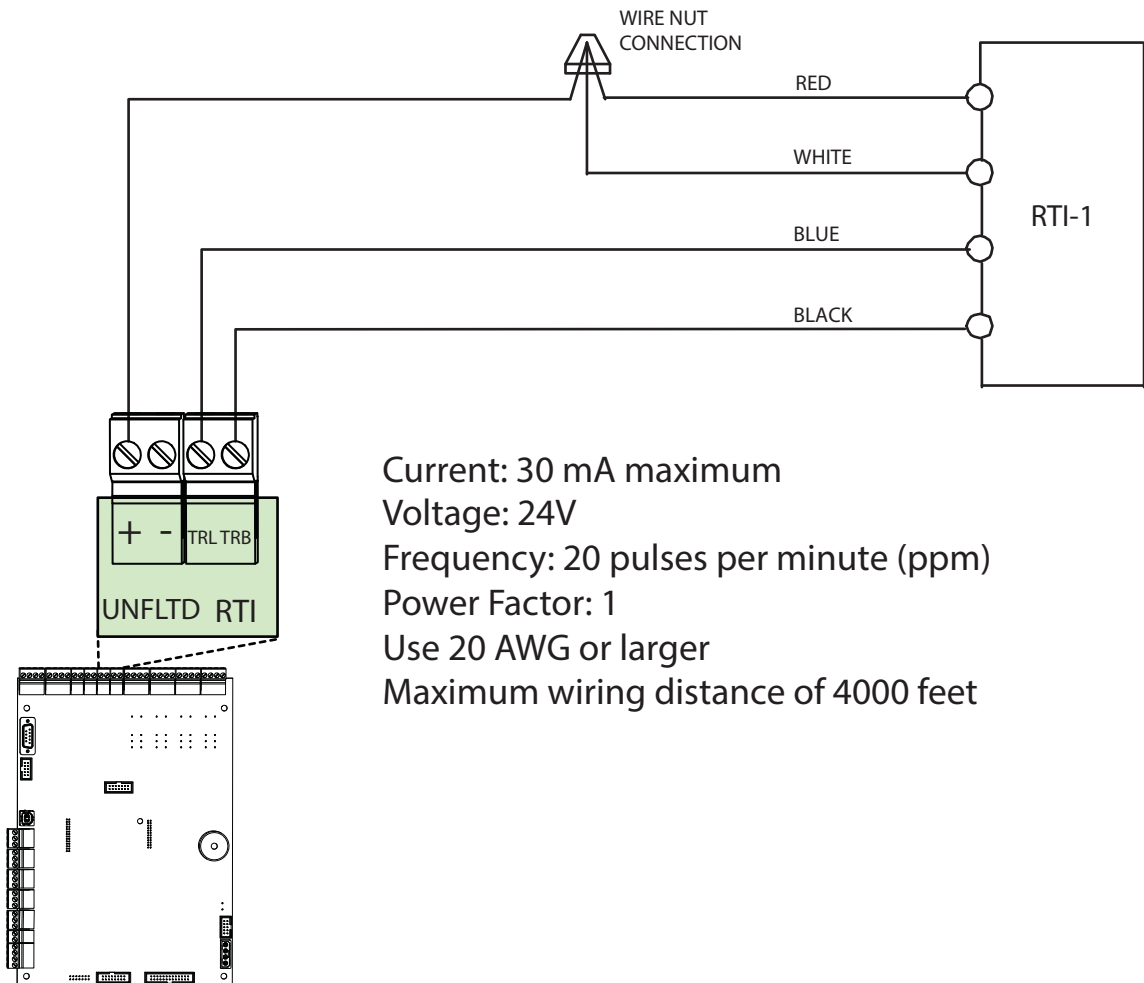 WIRE NUT
CONNECTION
RED
WHITE
RTI-1
BLUE
BLACK
Current: 30 mA maximum
Voltage: 24V
Frequency: 20 pulses per minute (ppm)
Power Factor: 1
Use 20 AWG or larger
Maximum wiring distance of 4000 feet
+ - TRL TRB
UNFLTD RTI